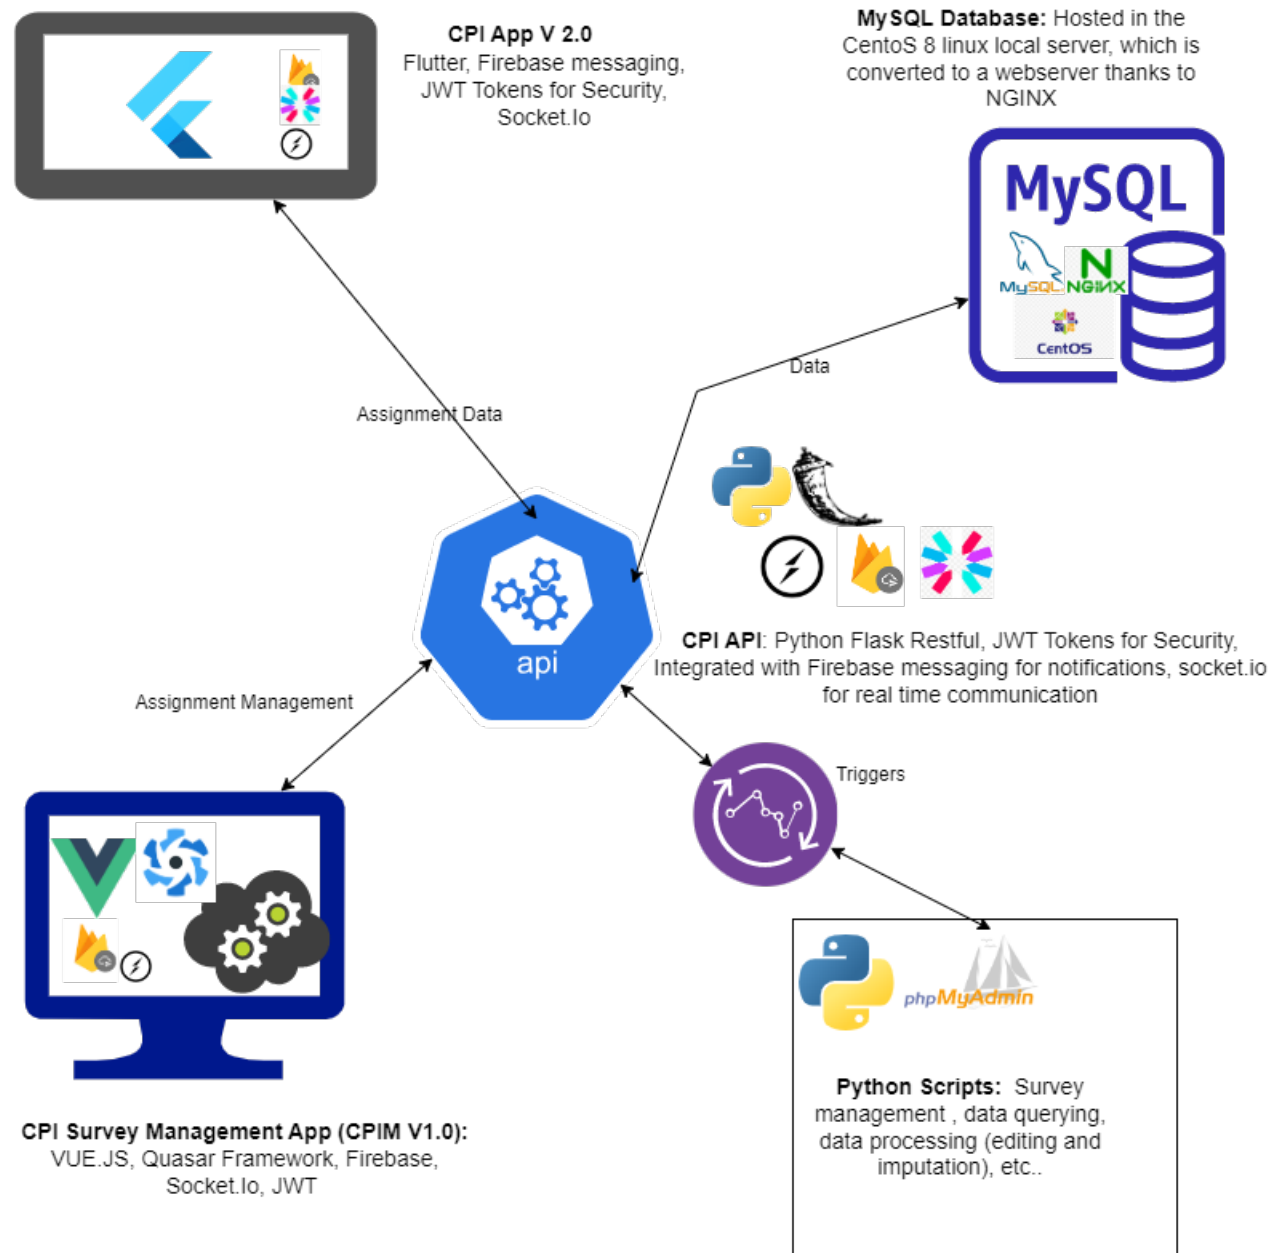 CPI App V 2.0
Flutter, Firebase messaging,
JWT Tokens for Security,
Socket.Io
MySQL Database: Hosted in the
CentoS 8 linux local server, which is
converted to a webserver thanks to
NGINX
MySQL
MySQL
NGINX
CentOS
Data
Assignment Data
api
CPI API: Python Flask Restful, JWT Tokens for Security,
Integrated with Firebase messaging for notifications, socket.io
for real time communication
Assignment Management
Triggers
phpMyAdmin
Python Scripts: Survey
management , data querying,
data processing (editing and
imputation), etc..
CPI Survey Management App (CPIM V1.0):
VUE.JS, Quasar Framework, Firebase,
Socket.Io, JWT